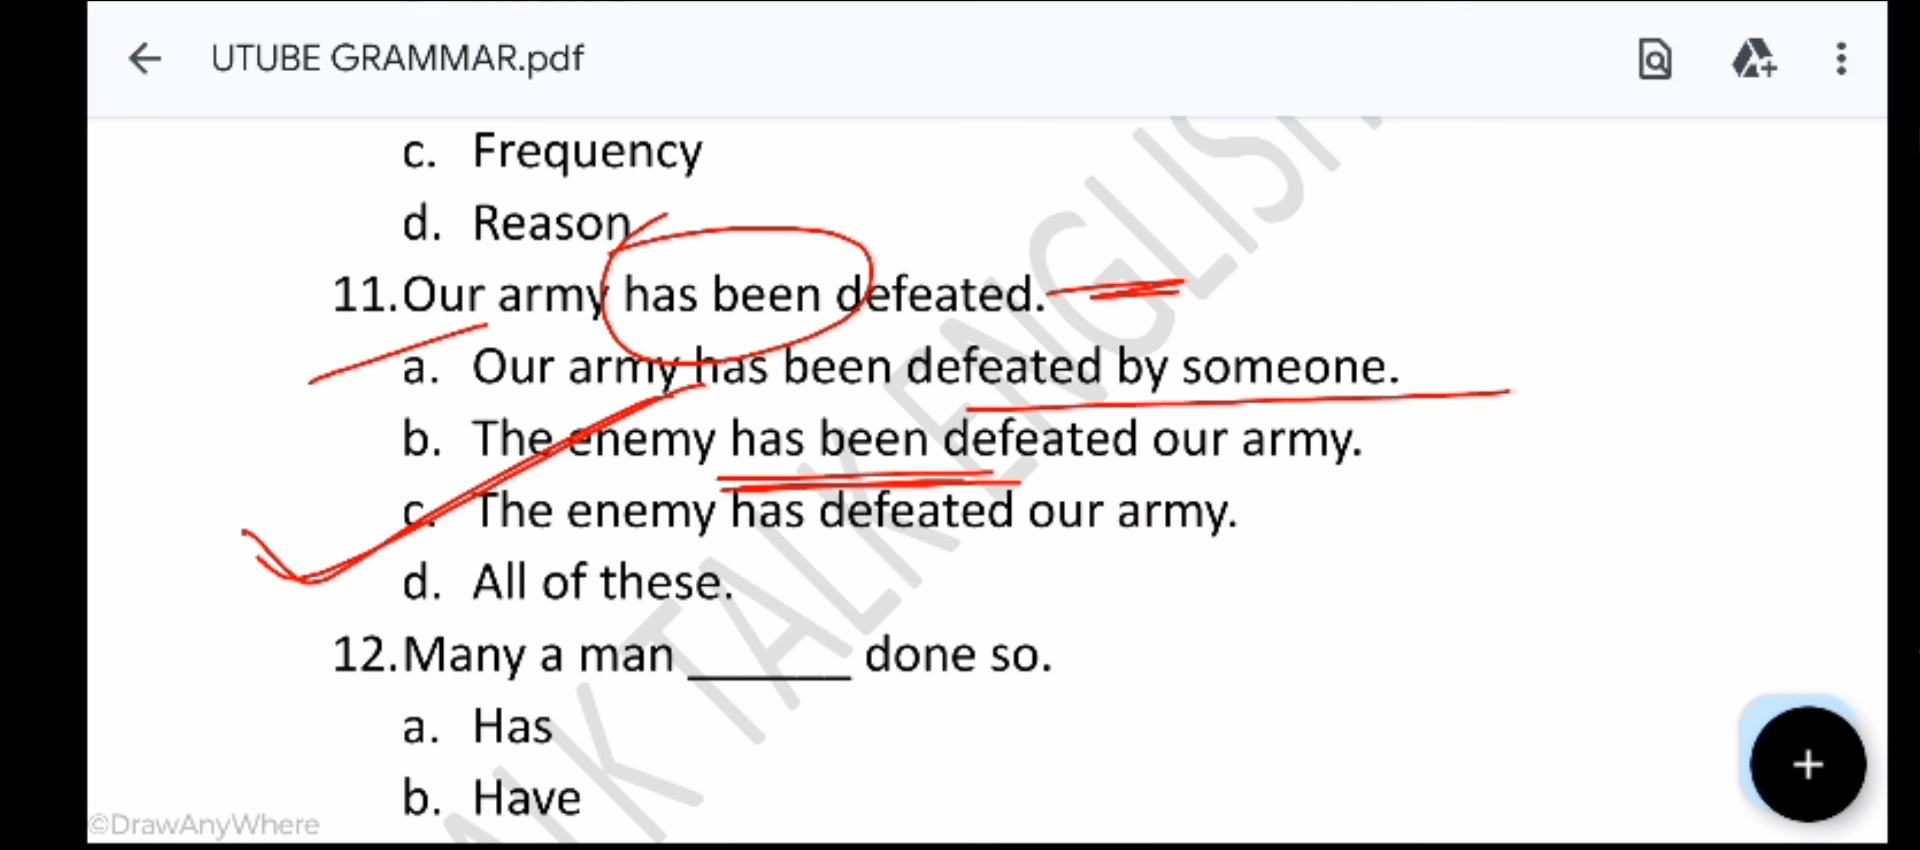 UTUBE GRAMMAR.pdf
c. Frequency
d. Reason
11.Our army has been defeated.
a. Our army has been defeated by someone.
b. The enemy has been defeated our army.
c. The enemy has defeated our army.
d. All of these.
12.Many a man ______ done so.
a. Has
b. Have
©DrawAnyWhere
TALK ENGLISH